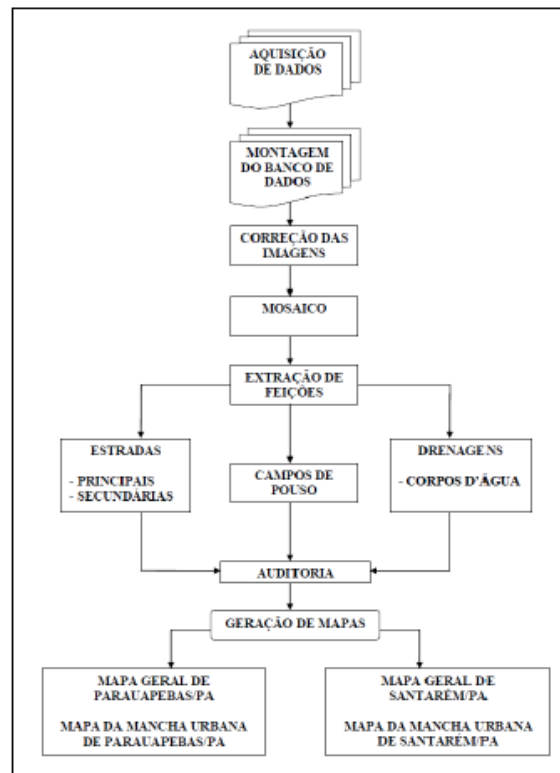 AQUISIÇÃO
DE DADOS
MONTAGEM
DO BANCO DE
DADOS
CORREÇÃO DAS
IMAGENS
MOSAICO
EXTRAÇÃO DE
FEIÇÕES
ESTRADAS
- PRINCIPAIS
- SECUNDÁRIAS
CAMPOS DE
POUSO
DRENAGENS
- CORPOS D'ÁGUA
AUDITORIA
GERAÇÃO DE MAPAS
MAPA GERAL DE
PARAUAPEBAS/PA
MAPA DA MANCHA URBANA
DE PARAUAPEBAS/PA
MAPA GERAL DE
SANTARÉM/PA.
MAPA DA MANCHA URBANA
DE SANTARÉM/PA